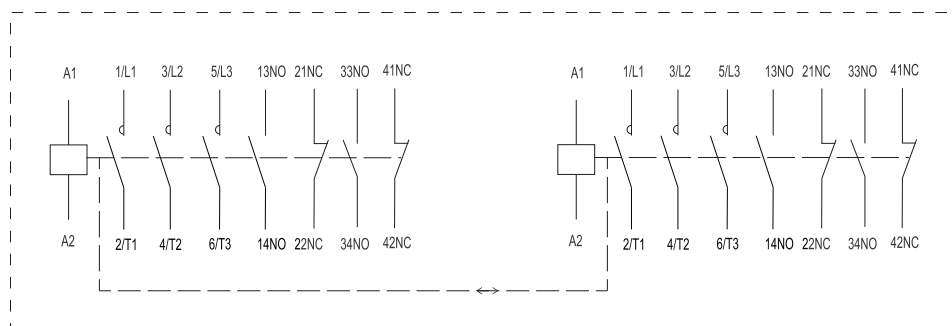 A1 1/L1 3/L2 5/L3 13NO 21NC 33NO 41NC A1 1/L1 3/L2 5/L3 13NO 21NC 33NO 41NC
A2 2/T1 4/T2 6/T3 14NO 22NC 34NO 42NC A2 2/T1 4/T2 6/T3 14NO 22NC 34NO 42NC